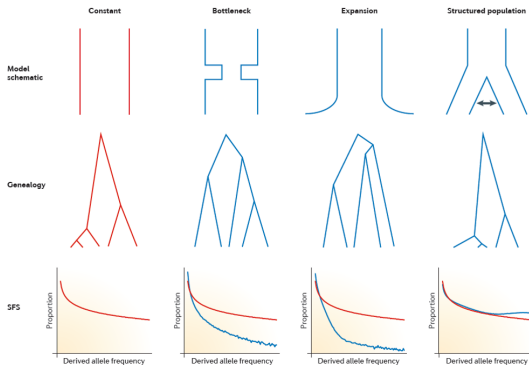 Constant
Bottleneck
Expansion
Structured population
Model
schematic
Genealogy
SFS
Proportion
Derived allele frequency
Proportion
Derived allele frequency
Proportion
Derived allele frequency
Proportion
Derived allele frequency